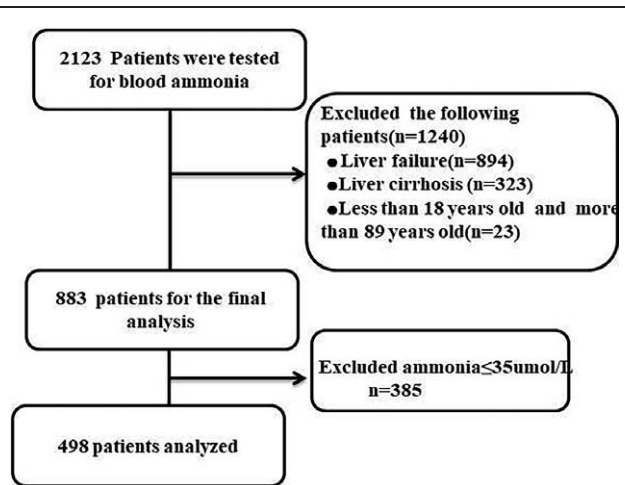 2123 Patients were tested
for blood ammonia
Excluded the following
patients(n=1240)
●Liver failure(n=894)
●Liver cirrhosis (n=323)
●Less than 18 years old and more
than 89 years old(n=23)
883 patients for the final
analysis
Excluded ammonia≤35umol/L
n=385
498 patients analyzed